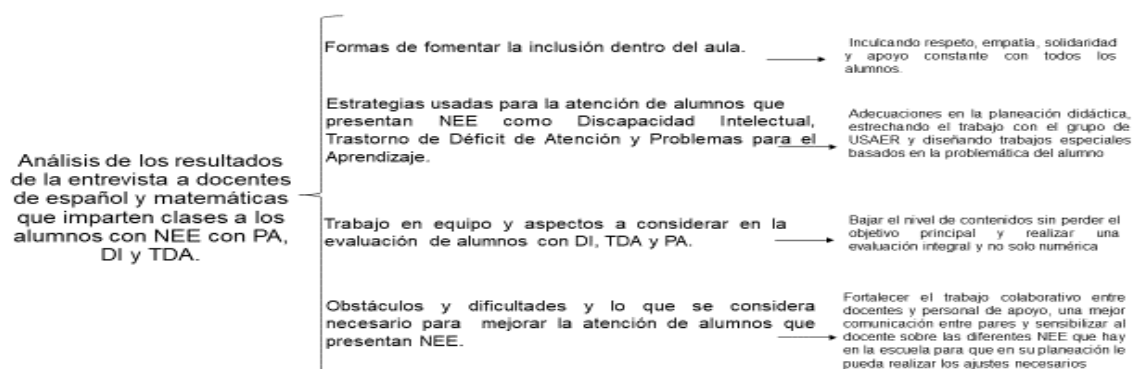 Análisis de los resultados
de la entrevista a docentes
de español y matemáticas
que imparten clases a los
alumnos con NEE con PA,
DI y TDA.
Formas de fomentar la inclusión dentro del aula.
Inculcando respeto, empatía, solidaridad
y apoyo constante con todos los
alumnos.
Estrategias usadas para la atención de alumnos que
presentan NEE como Discapacidad Intelectual,
Trastorno de Déficit de Atención y Problemas para el
Aprendizaje.
Adecuaciones en la planeación didáctica,
estrechando el trabajo con el grupo de
USAER y diseñando trabajos especiales
basados en la problemática del alumno
Trabajo en equipo y aspectos a considerar en la
evaluación de alumnos con DI, TDA y PA.
Bajar el nivel de contenidos sin perder el
objetivo principal y realizar una
evaluación integral y no solo numérica
Obstáculos y dificultades y lo que se considera
necesario para mejorar la atención de alumnos que
presentan NEE.
Fortalecer el trabajo colaborativo entre
docentes y personal de apoyo, una mejor
comunicación entre pares y sensibilizar al
docente sobre las diferentes NEE que hay
en la escuela para que en su planeación le
pueda realizar los ajustes necesarios